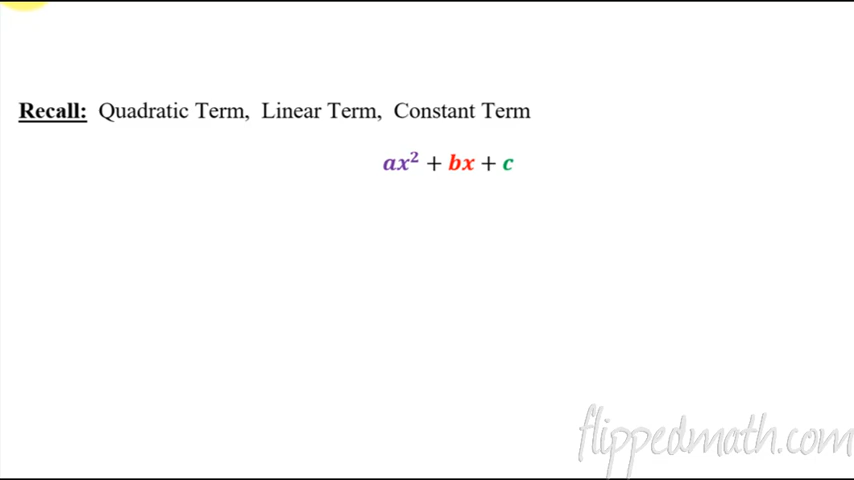 Recall: Quadratic Term, Linear Term, Constant Term
ax² + bx + c
flippedmath.com